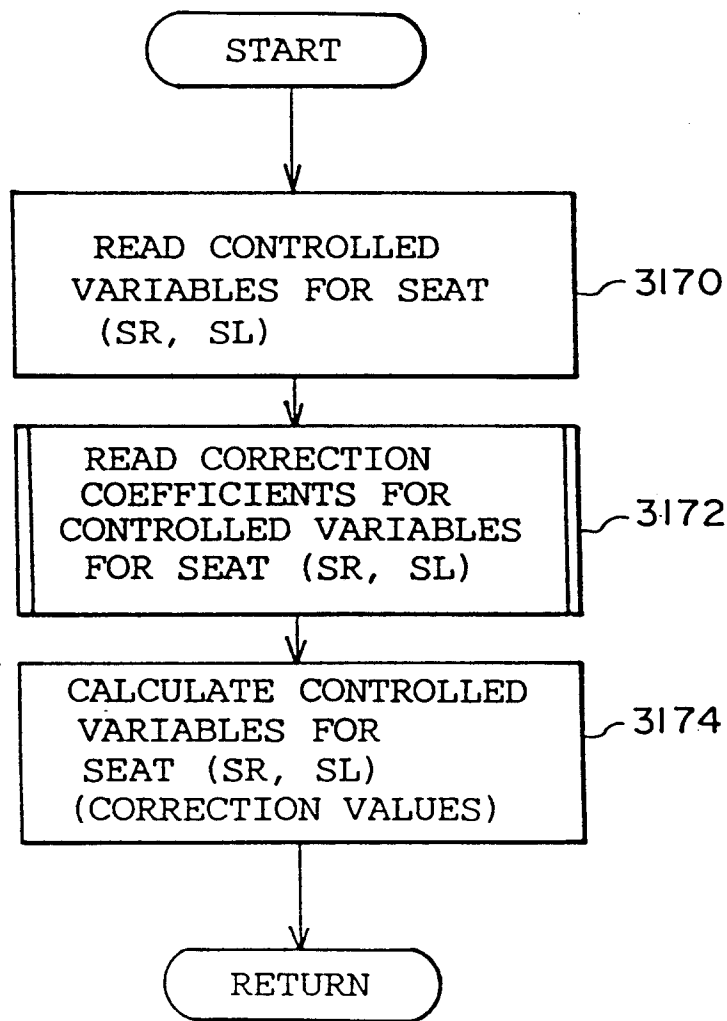 START
READ CONTROLLED
VARIABLES FOR SEAT
(SR, SL)
3170
READ CORRECTION
COEFFICIENTS FOR
CONTROLLED VARIABLES
FOR SEAT (SR, SL)
3172
CALCULATE CONTROLLED
VARIABLES FOR
SEAT (SR, SL)
(CORRECTION VALUES)
3174
RETURN